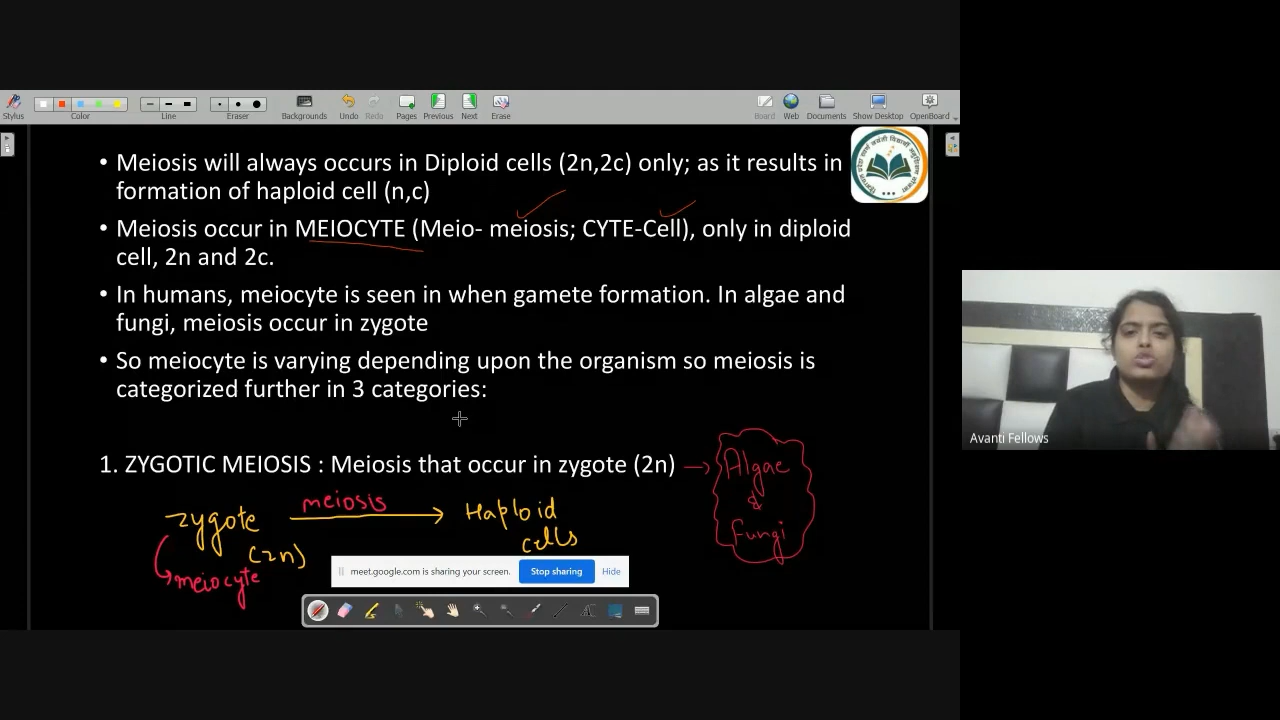 Stylus
Color
Line
Eraser
Backgrounds
Undo
Redo
Pages
Previous
Next
Erase
Board
Web
Documents
Show Desktop
OpenBoard
• Meiosis will always occurs in Diploid cells (2n,2c) only; as it results in
formation of haploid cell (n,c)
• Meiosis occur in MEIOCYTE (Meio- meiosis; CYTE-Cell), only in diploid
cell, 2n and 2c.
• In humans, meiocyte is seen in when gamete formation. In algae and
fungi, meiosis occur in zygote
• So meiocyte is varying depending upon the organism so meiosis is
categorized further in 3 categories:
1. ZYGOTIC MEIOSIS : Meiosis that occur in zygote (2n)
Algae
&
Fungi
zygote
(2n)
meiosis
Haploid
cells
meiocyte
meet.google.com is sharing your screen.
Stop sharing
Hide
Avanti Fellows